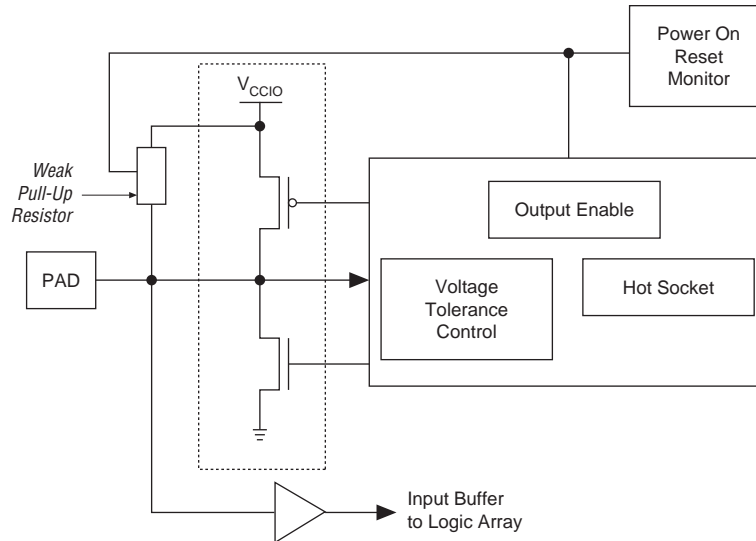 Power On
Reset
Monitor
V_CCIO
Weak
Pull-Up
Resistor
Output Enable
PAD
Voltage
Tolerance
Control
Hot Socket
Input Buffer
to Logic Array